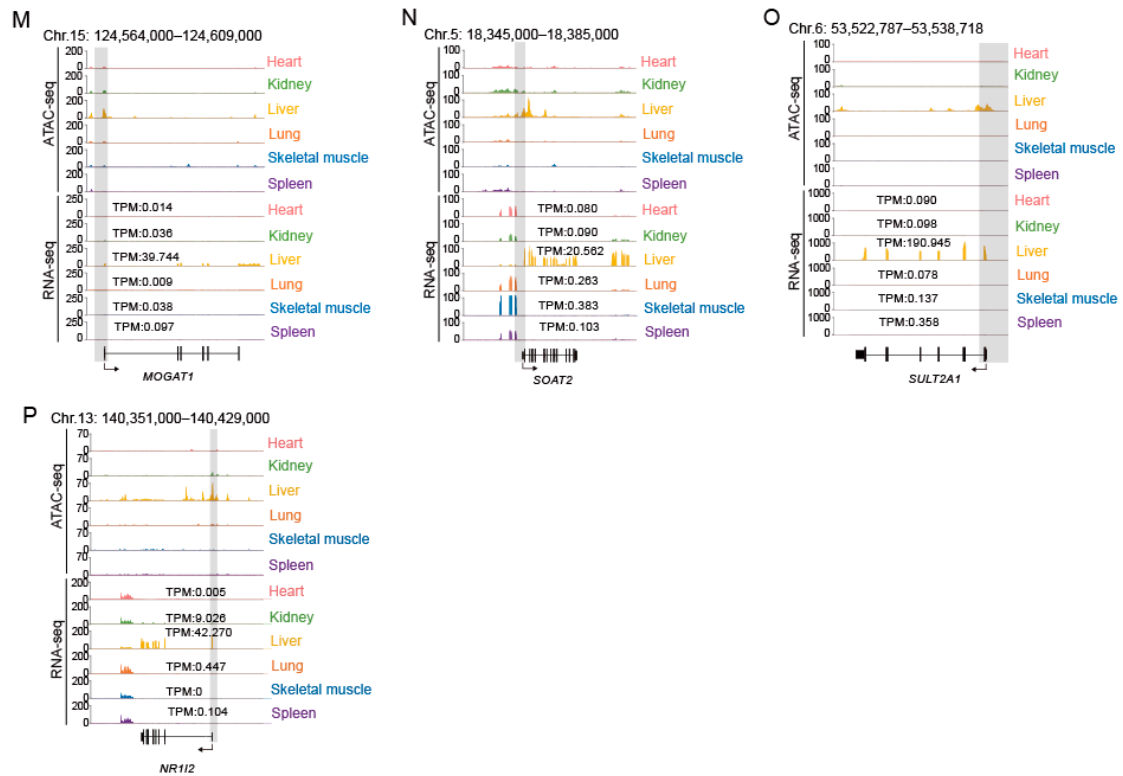 M
Chr.15: 124,564,000–124,609,000
ATAC-seq
200
0
Heart
200
0
Kidney
200
0
Liver
200
0
Lung
200
0
Skeletal muscle
200
0
Spleen
RNA-seq
250
0
TPM:0.014
Heart
250
0
TPM:0.036
Kidney
250
0
TPM:39.744
Liver
250
0
TPM:0.009
Lung
250
0
TPM:0.038
Skeletal muscle
250
0
TPM:0.097
Spleen
MOGAT1
N
Chr.5: 18,345,000–18,385,000
ATAC-seq
100
0
Heart
100
0
Kidney
100
0
Liver
100
0
Lung
100
0
Skeletal muscle
100
0
Spleen
RNA-seq
100
0
TPM:0.080
Heart
100
0
TPM:0.090
Kidney
100
0
TPM:20.562
Liver
100
0
TPM:0.263
Lung
100
0
TPM:0.383
Skeletal muscle
100
0
TPM:0.103
Spleen
SOAT2
O
Chr.6: 53,522,787–53,538,718
ATAC-seq
100
0
Heart
100
0
Kidney
100
0
Liver
100
0
Lung
100
0
Skeletal muscle
100
0
Spleen
RNA-seq
1000
0
TPM:0.090
Heart
1000
0
TPM:0.098
Kidney
1000
0
TPM:190.945
Liver
1000
0
TPM:0.078
Lung
1000
0
TPM:0.137
Skeletal muscle
1000
0
TPM:0.358
Spleen
SULT2A1
P
Chr.13: 140,351,000–140,429,000
ATAC-seq
70
0
Heart
70
0
Kidney
70
0
Liver
70
0
Lung
70
0
Skeletal muscle
70
0
Spleen
RNA-seq
200
0
TPM:0.005
Heart
200
0
TPM:9.026
Kidney
200
0
TPM:42.270
Liver
200
0
TPM:0.447
Lung
200
0
TPM:0
Skeletal muscle
200
0
TPM:0.104
Spleen
NR1I2